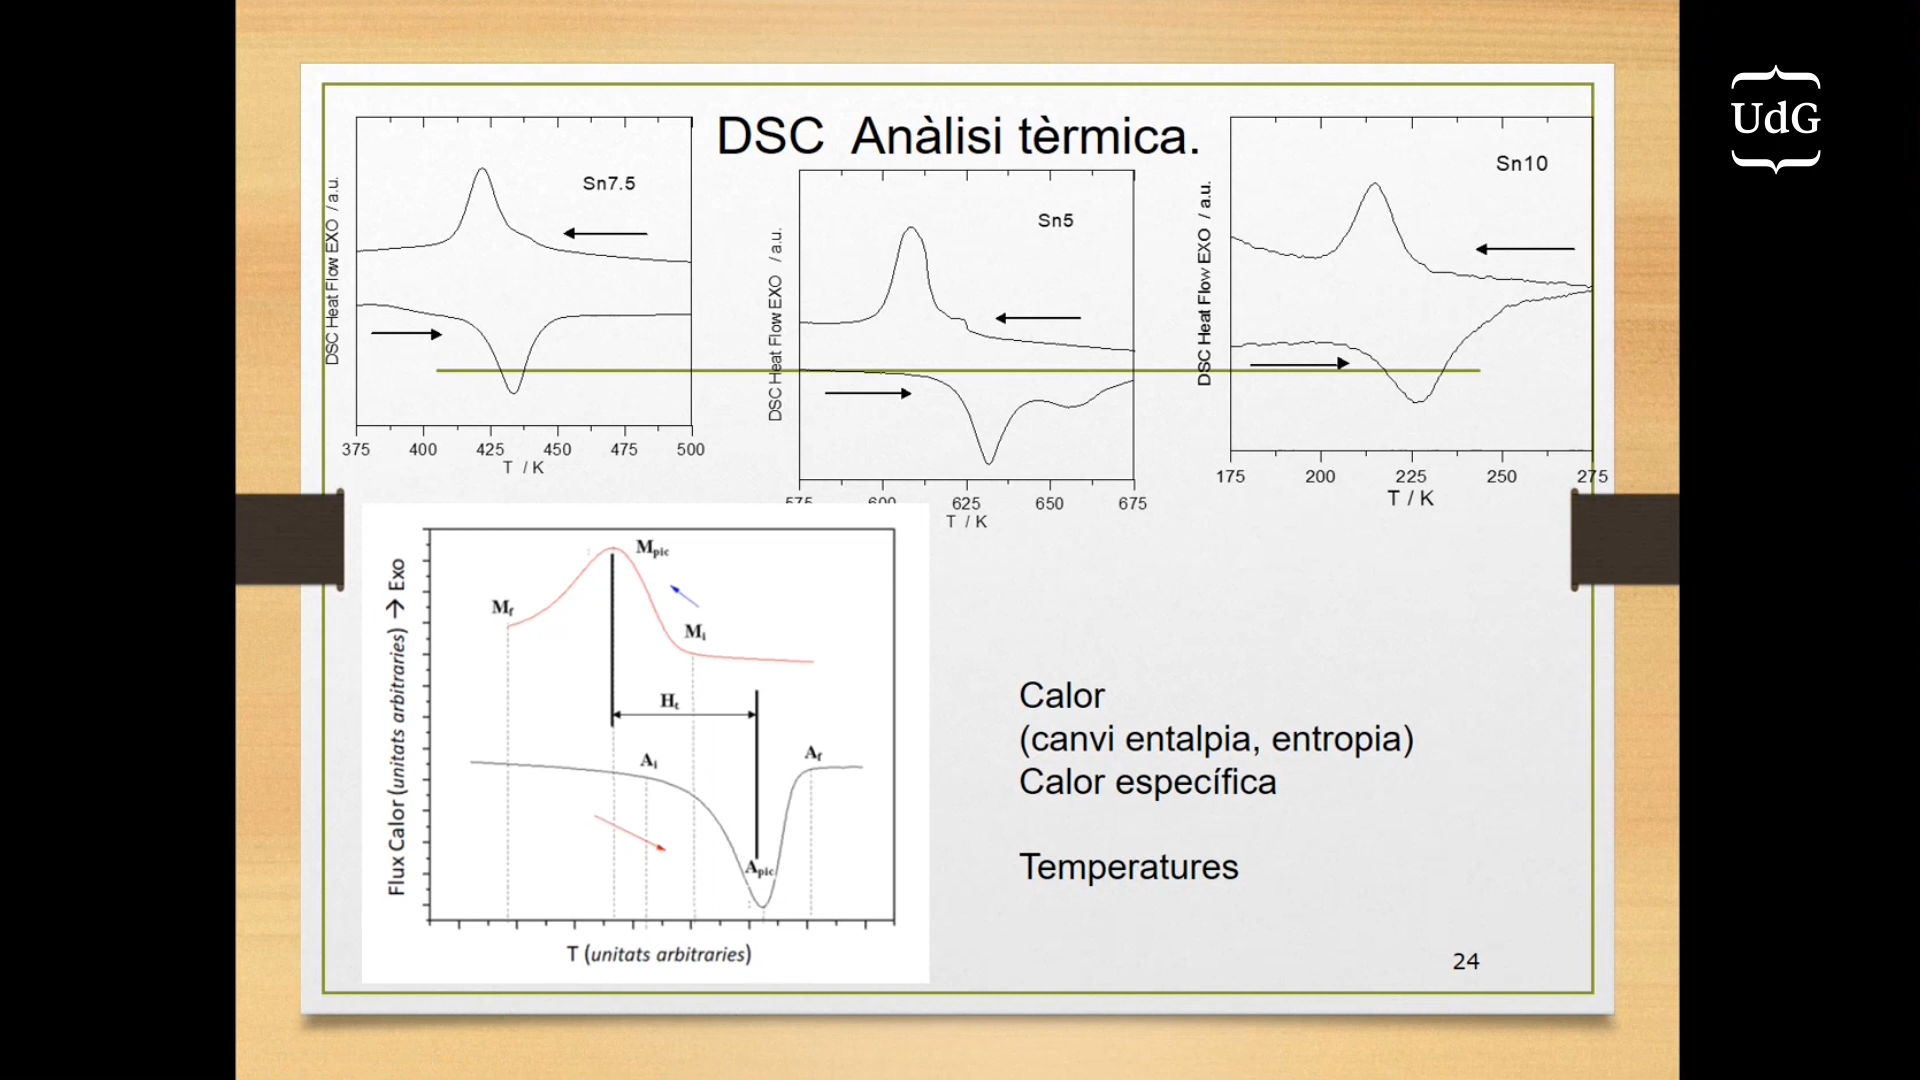 UdG
DSC  Anàlisi tèrmica.
DSC Heat Flow EXO / a.u.
Sn7.5
375 400 425 450 475 500
T / K
DSC Heat Flow EXO / a.u.
Sn5
575 600 625 650 675
T / K
DSC Heat Flow EXO / a.u.
Sn10
175 200 225 250 275
T / K
Flux Calor (unitats arbitraries) → Exo
Mpic
Mf
Mi
Ht
Ai
Af
Apic
T (unitats arbitraries)
Calor
(canvi entalpia, entropia)
Calor específica
Temperatures
24